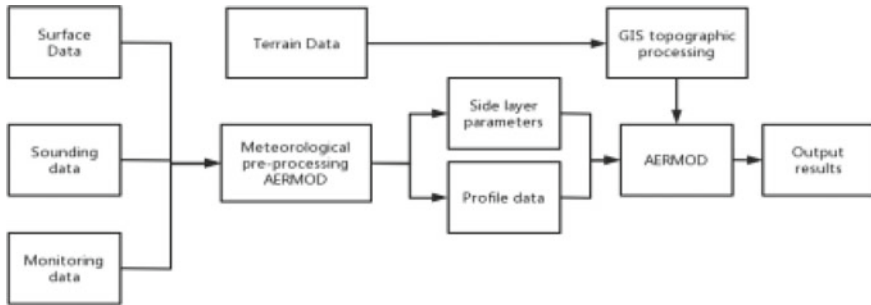 Surface
Data
Terrain Data
GIS topographic
processing
Side layer
parameters
Sounding
data
Meteorological
pre-processing
AERMOD
AERMOD
Output
results
Profile data
Monitoring
data